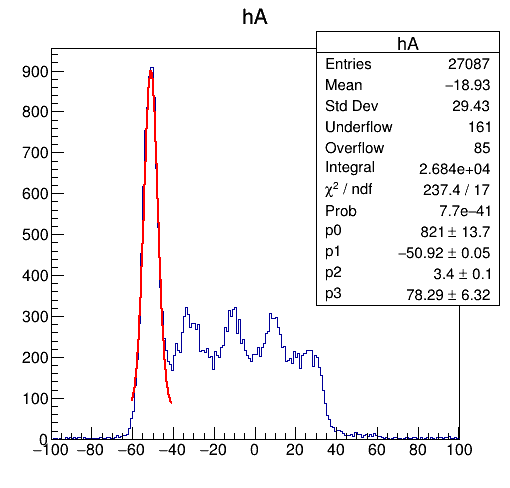 hA
hA
Entries 27087
Mean −18.93
Std Dev 29.43
Underflow 161
Overflow 85
Integral 2.684e+04
χ² / ndf 237.4 / 17
Prob 7.7e−41
p0 821 ± 13.7
p1 −50.92 ± 0.05
p2 3.4 ± 0.1
p3 78.29 ± 6.32
900
800
700
600
500
400
300
200
100
0
−100 −80 −60 −40 −20 0 20 40 60 80 100